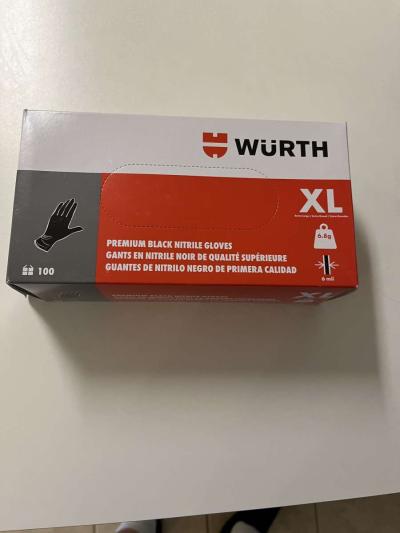 WÜRTH
XL
6.8g
PREMIUM BLACK NITRILE GLOVES
GANTS EN NITRILE NOIR DE QUALITÉ SUPÉRIEURE
GUANTES DE NITRILO NEGRO DE PRIMERA CALIDAD
100
6 mil
XL